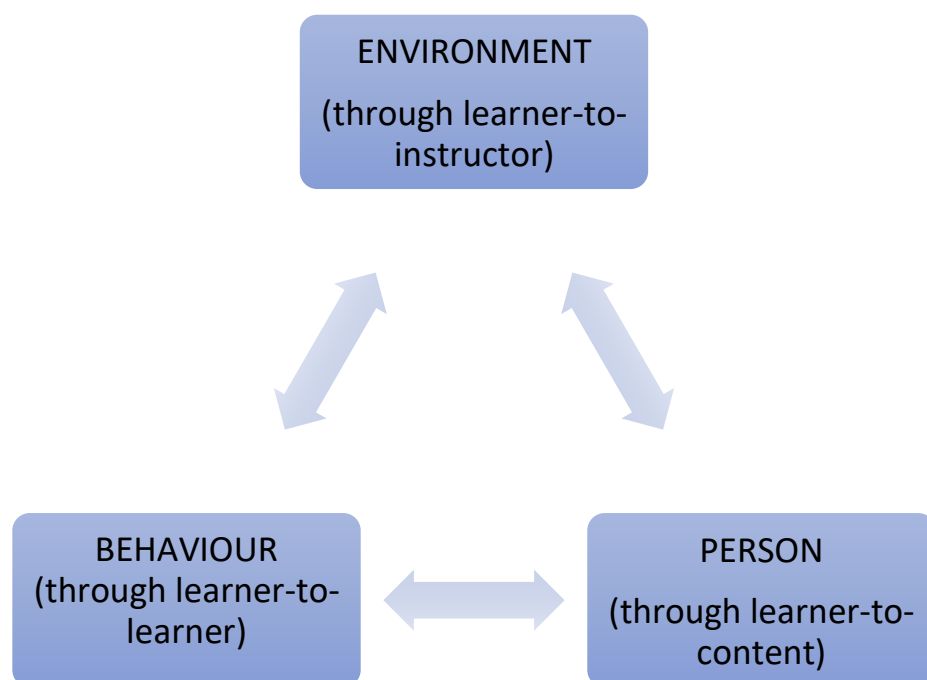 ENVIRONMENT
(through learner-to-
instructor)
BEHAVIOUR
(through learner-to-
learner)
PERSON
(through learner-to-
content)